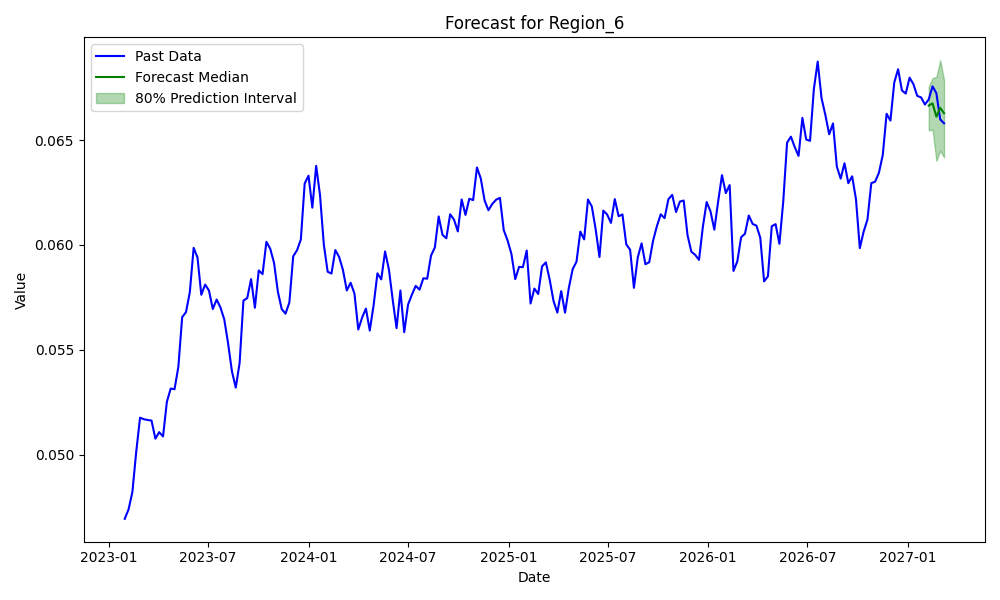 Forecast for Region_6
Past Data
Forecast Median
80% Prediction Interval
Value
0.065
0.060
0.055
0.050
2023-01 2023-07 2024-01 2024-07 2025-01 2025-07 2026-01 2026-07 2027-01
Date